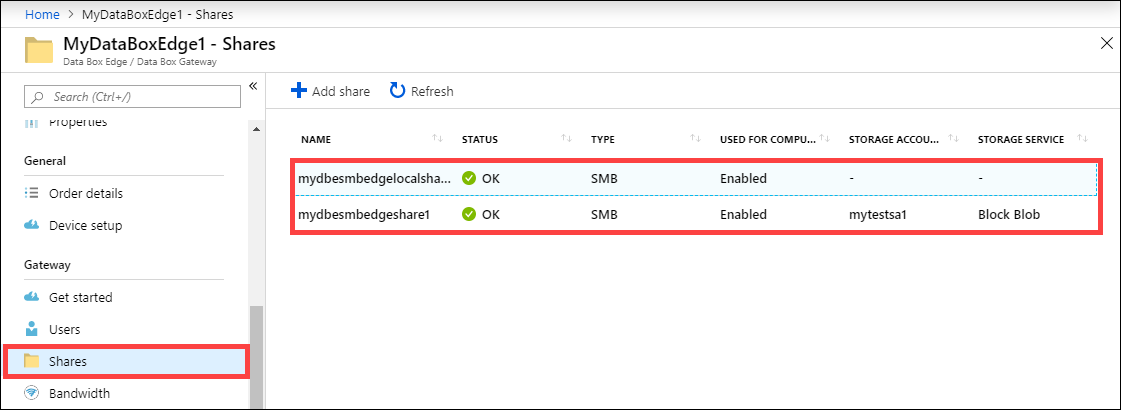 Home > MyDataBoxEdge1 - Shares
MyDataBoxEdge1 - Shares
Data Box Edge / Data Box Gateway
Search (Ctrl+/)
Properties
General
Order details
Device setup
Gateway
Get started
Users
Shares
Bandwidth
Add share Refresh
NAME STATUS TYPE USED FOR COMPU... STORAGE ACCOU... STORAGE SERVICE
mydbesmbedgelocalsha... OK SMB Enabled - -
mydbesmbedgeshare1 OK SMB Enabled mytestsa1 Block Blob